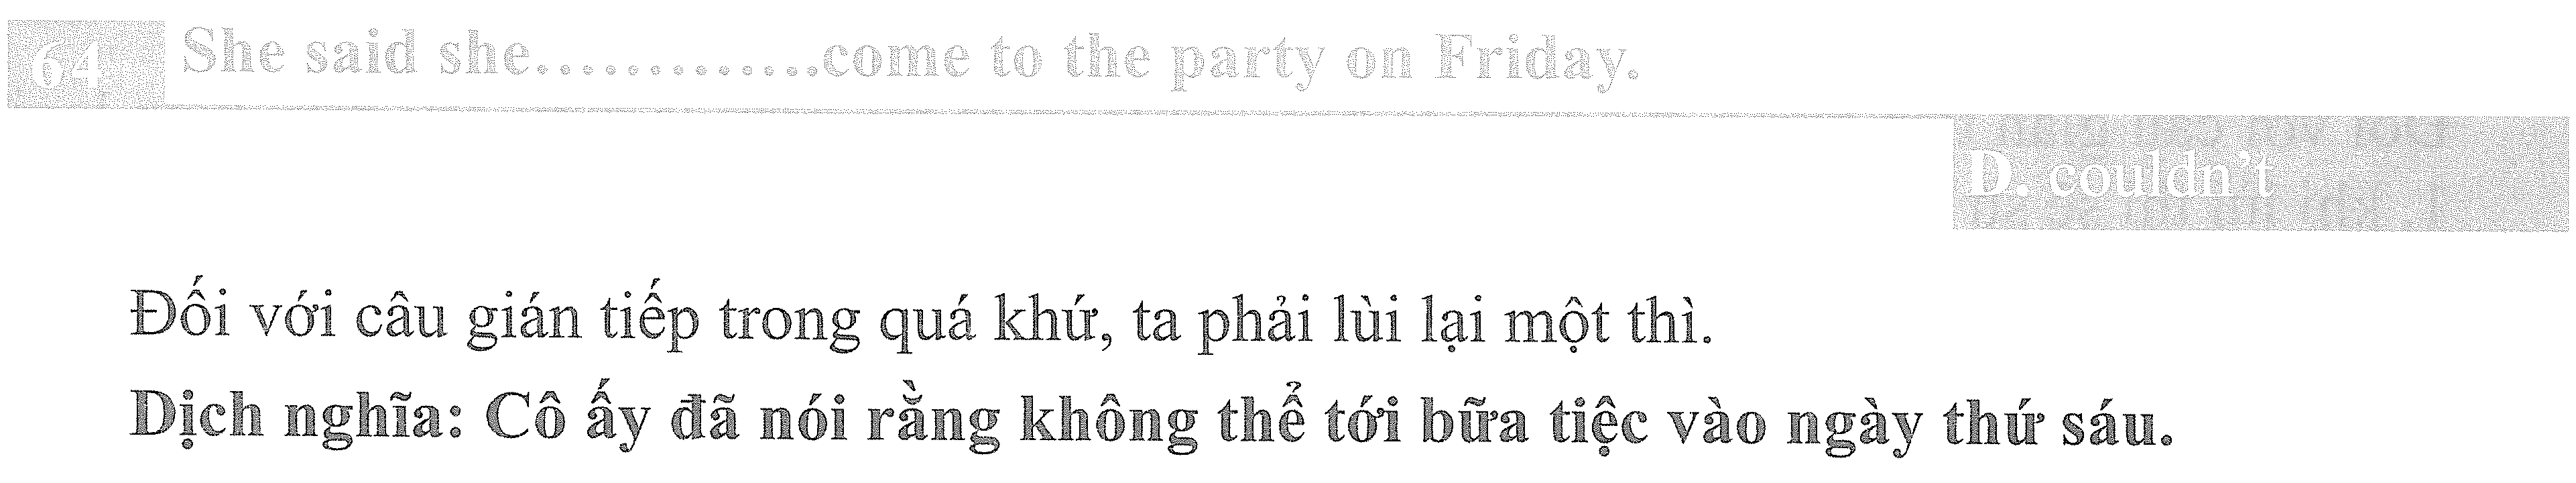 64 She said she.............come to the party on Friday.
D. couldn't
Đối với câu gián tiếp trong quá khứ, ta phải lùi lại một thì.
Dịch nghĩa: Cô ấy đã nói rằng không thể tới bữa tiệc vào ngày thứ sáu.